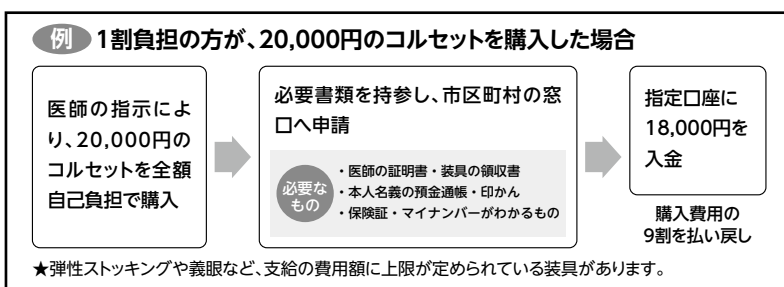 例 1割負担の方が、20,000円のコルセットを購入した場合
医師の指示によ
り、20,000円の
コルセットを全額
自己負担で購入
必要書類を持参し、市区町村の窓
口へ申請
必要な
もの
・医師の証明書・装具の領収書
・本人名義の預金通帳・印かん
・保険証・マイナンバーがわかるもの
指定口座に
18,000円を
入金
購入費用の
9割を払い戻し
★弾性ストッキングや義眼など、支給の費用額に上限が定められている装具があります。